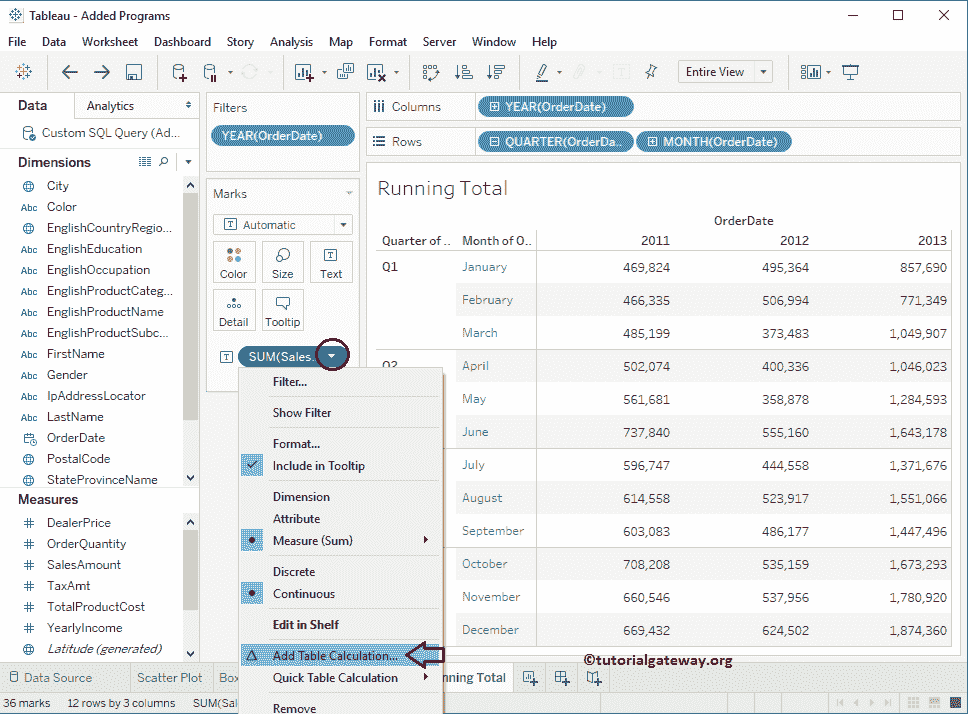 Tableau - Added Programs
File Data Worksheet Dashboard Story Analysis Map Format Server Window Help
Entire View
Data Analytics
Custom SQL Query (Ad...
Dimensions
City
Abc Color
EnglishCountryRegio...
Abc EnglishEducation
Abc EnglishOccupation
Abc EnglishProductCateg...
Abc EnglishProductName
Abc EnglishProductSubc...
Abc FirstName
Abc Gender
Abc IpAddressLocator
Abc LastName
OrderDate
PostalCode
StateProvinceName
Measures
# DealerPrice
# OrderQuantity
# SalesAmount
# TaxAmt
# TotalProductCost
# YearlyIncome
Latitude (generated)
Filters
YEAR(OrderDate)
Marks
T Automatic
Color Size T Text
Detail Tooltip
T SUM(Sales..
Filter...
Show Filter
Format...
Include in Tooltip
Dimension
Attribute
Measure (Sum)
Discrete
Continuous
Edit in Shelf
Add Table Calculation...
Quick Table Calculation
Remove
Columns YEAR(OrderDate)
Rows QUARTER(OrderDa.. MONTH(OrderDate)
Running Total
OrderDate
Quarter of .. Month of O.. 2011 2012 2013
Q1 January 469,824 495,364 857,690
February 466,335 506,994 771,349
March 485,199 373,483 1,049,907
Q2 April 502,074 400,336 1,046,023
May 561,681 358,878 1,284,593
June 737,840 555,160 1,643,178
July 596,747 444,558 1,371,676
August 614,558 523,917 1,551,066
September 603,083 486,177 1,447,496
October 708,208 535,159 1,673,293
November 660,546 537,956 1,780,920
December 669,432 624,502 1,874,360
©tutorialgateway.org
Data Source Scatter Plot Box nning Total
36 marks 12 rows by 3 columns SUM(Sal